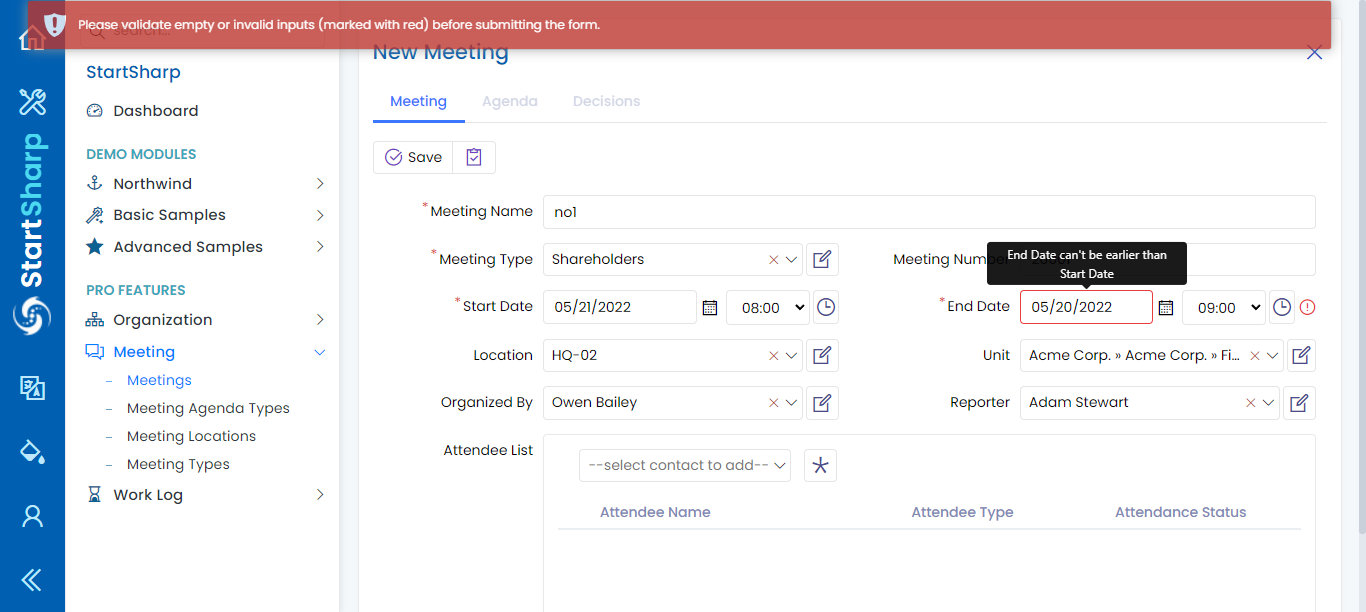 Please validate empty or invalid inputs (marked with red) before submitting the form.
search...
StartSharp
StartSharp
Dashboard
DEMO MODULES
Northwind
Basic Samples
Advanced Samples
PRO FEATURES
Organization
Meeting
Meetings
Meeting Agenda Types
Meeting Locations
Meeting Types
Work Log
New Meeting
Meeting Agenda Decisions
Save
*Meeting Name no1
*Meeting Type Shareholders
Meeting Number
End Date can't be earlier than
Start Date
*Start Date 05/21/2022 08:00
*End Date 05/20/2022 09:00
Location HQ-02
Unit Acme Corp. » Acme Corp. » Fi...
Organized By Owen Bailey
Reporter Adam Stewart
Attendee List
--select contact to add--
Attendee Name Attendee Type Attendance Status